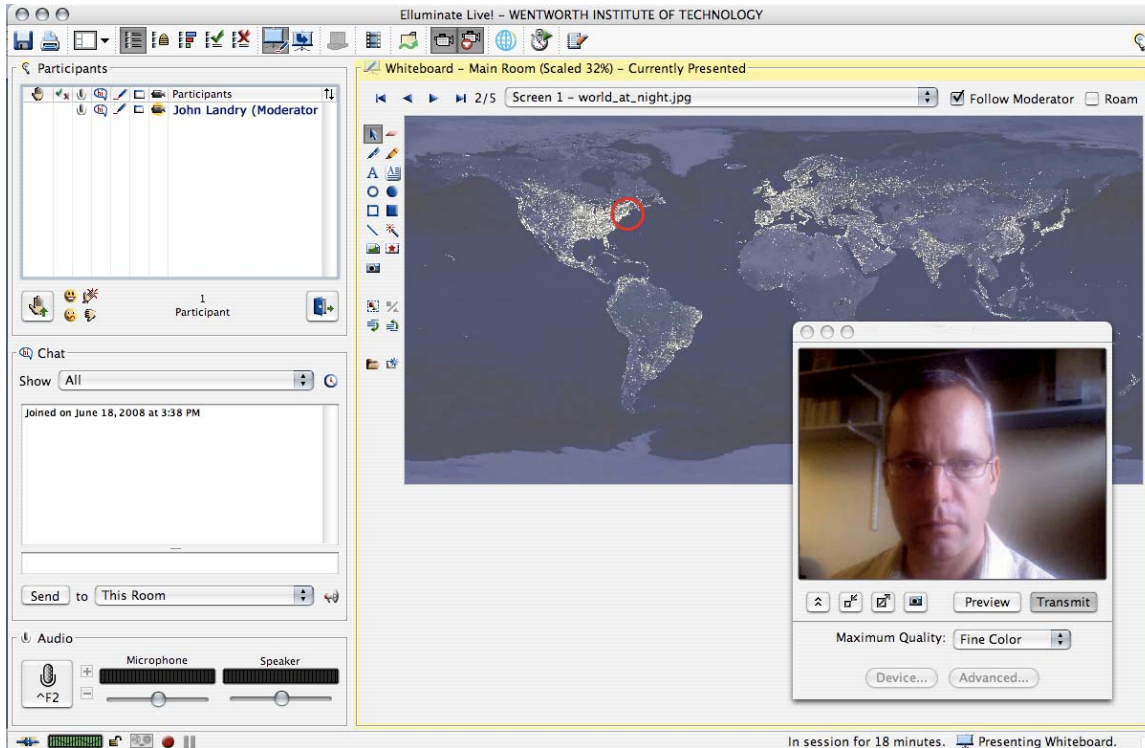 Elluminate Live! – WENTWORTH INSTITUTE OF TECHNOLOGY
Participants
Participants
John Landry (Moderator
1
Participant
Chat
Show All
Joined on June 18, 2008 at 3:38 PM
Send to This Room
Audio
Microphone Speaker
^F2
Whiteboard – Main Room (Scaled 32%) – Currently Presented
2/5 Screen 1 – world_at_night.jpg Follow Moderator Roam
A A
Preview Transmit
Maximum Quality: Fine Color
Device... Advanced...
In session for 18 minutes. Presenting Whiteboard.